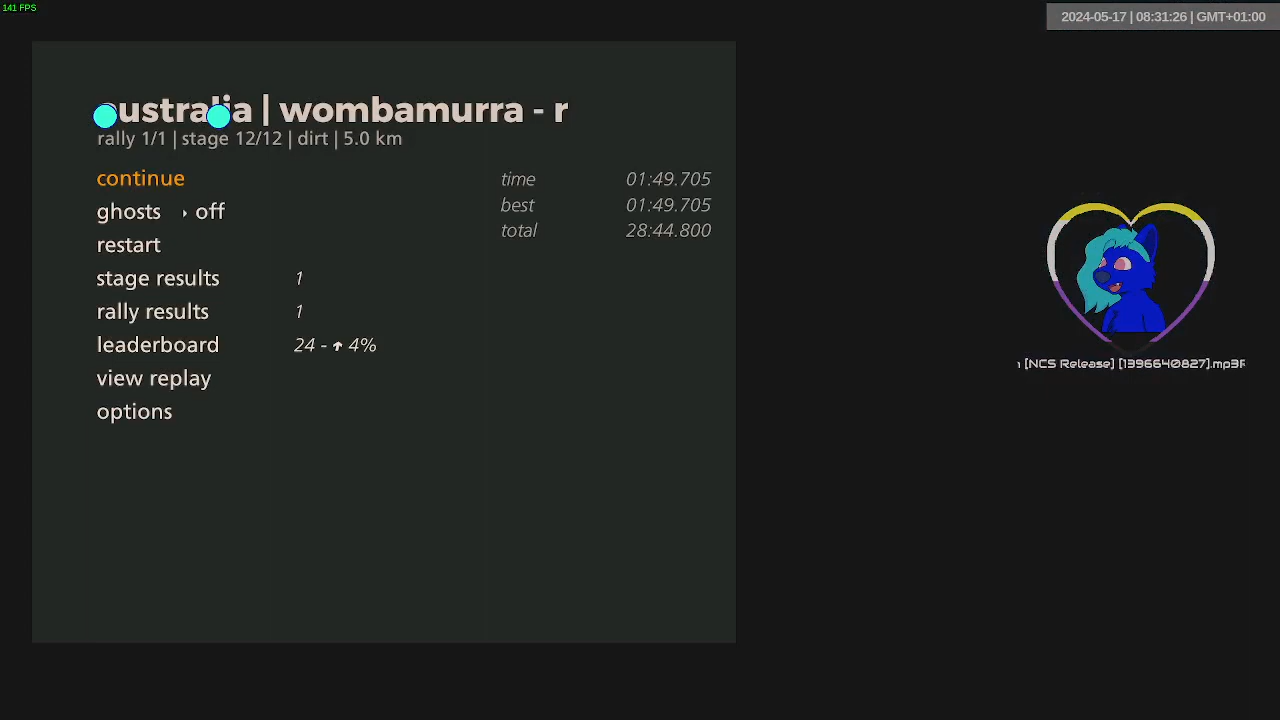 141 FPS
2024-05-17 | 08:31:26 | GMT+01:00
australia | wombamurra - r
rally 1/1 | stage 12/12 | dirt | 5.0 km
continue
ghosts ‣ off
restart
stage results 1
rally results 1
leaderboard 24 - ↑ 4%
view replay
options
time 01:49.705
best 01:49.705
total 28:44.800
[NCS Release] [1396640827].mp3